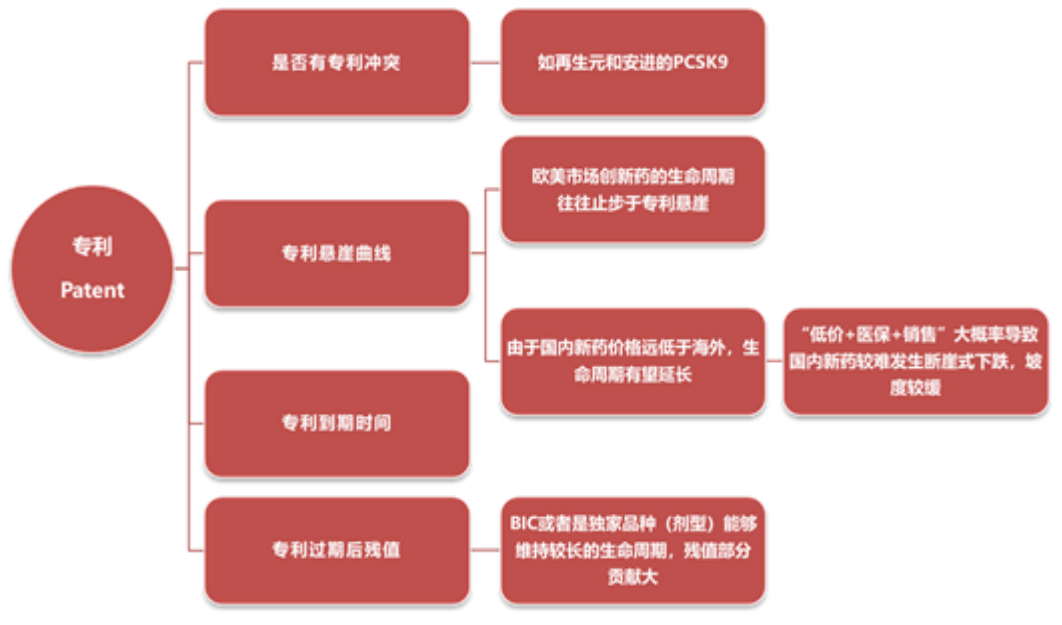 专利
Patent
是否有专利冲突
如再生元和安进的PCSK9
专利悬崖曲线
欧美市场创新药的生命周期
往往止步于专利悬崖
由于国内新药价格远低于海外，生
命周期有望延长
“低价+医保+销售”大概率导致
国内新药较难发生断崖式下跌，坡
度较缓
专利到期时间
专利过期后残值
BIC或者是独家品种（剂型）能够
维持较长的生命周期，残值部分
贡献大